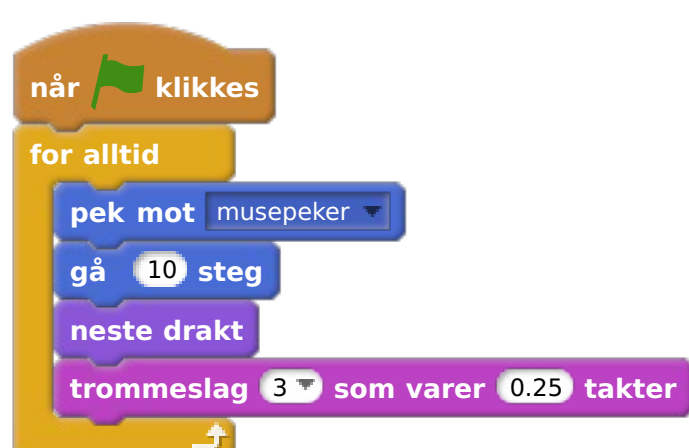 når klikkes
for alltid
pek mot musepeker
gå 10 steg
neste drakt
trommeslag 3 som varer 0.25 takter